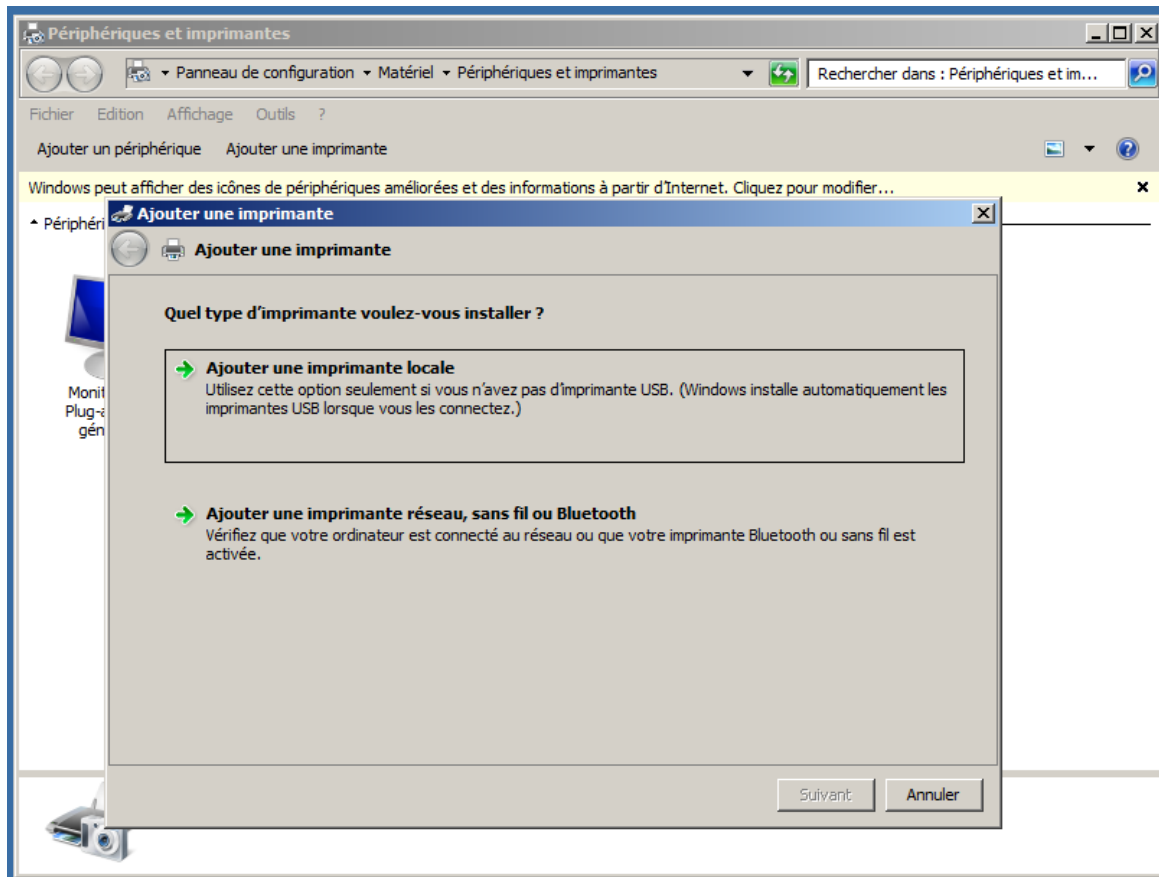 Périphériques et imprimantes
Panneau de configuration Matériel Périphériques et imprimantes
Rechercher dans : Périphériques et im...
Fichier Edition Affichage Outils ?
Ajouter un périphérique Ajouter une imprimante
Windows peut afficher des icônes de périphériques améliorées et des informations à partir d'Internet. Cliquez pour modifier...
Ajouter une imprimante
Ajouter une imprimante
Quel type d'imprimante voulez-vous installer ?
Ajouter une imprimante locale
Utilisez cette option seulement si vous n'avez pas d'imprimante USB. (Windows installe automatiquement les
imprimantes USB lorsque vous les connectez.)
Ajouter une imprimante réseau, sans fil ou Bluetooth
Vérifiez que votre ordinateur est connecté au réseau ou que votre imprimante Bluetooth ou sans fil est
activée.
Suivant Annuler